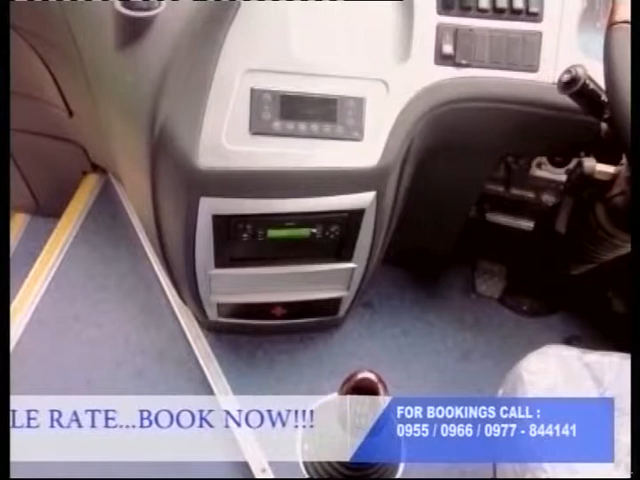 LE RATE...BOOK NOW!!!
FOR BOOKINGS CALL :
0955 / 0966 / 0977 - 844141